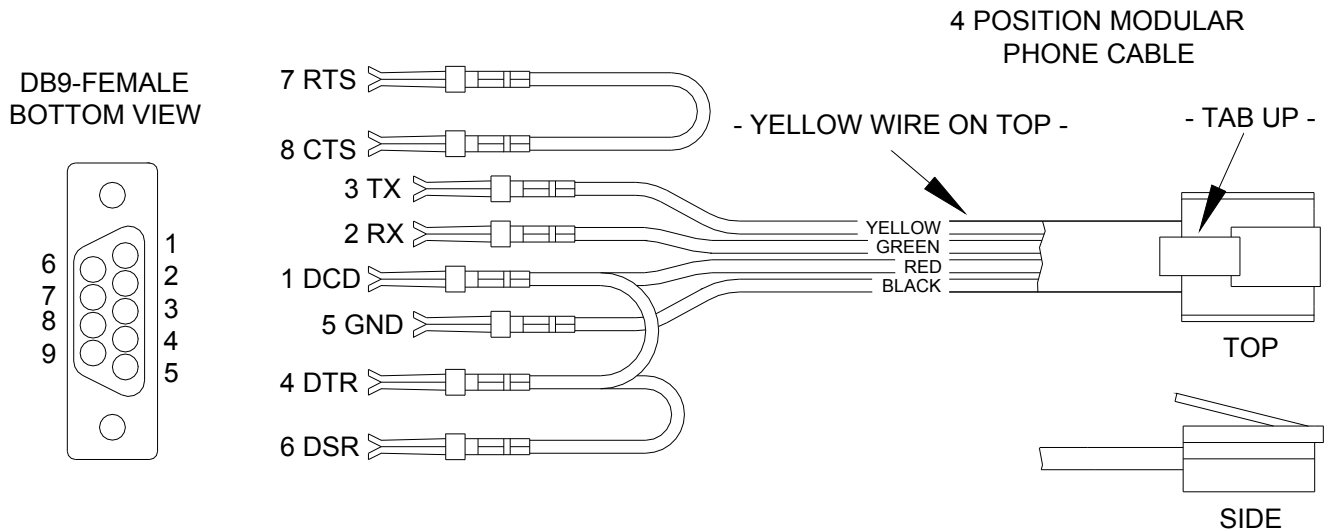 4 POSITION MODULAR
PHONE CABLE
DB9-FEMALE
BOTTOM VIEW
7 RTS
8 CTS
- YELLOW WIRE ON TOP -
- TAB UP -
3 TX
2 RX
1 DCD
5 GND
4 DTR
6 DSR
YELLOW
GREEN
RED
BLACK
1
2
3
4
5
6
7
8
9
TOP
SIDE